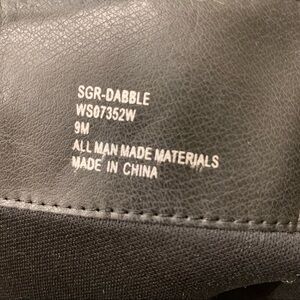 SGR-DABBLE
WS07352W
9M
ALL MAN MADE MATERIALS
MADE IN CHINA